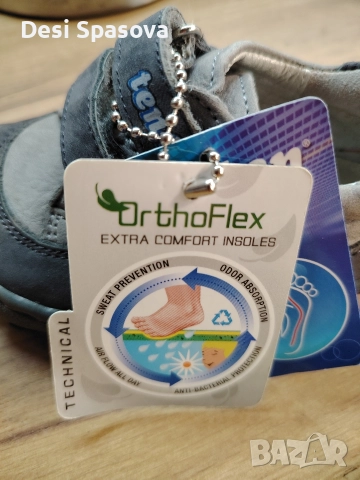 Desi Spasova
ten
OrthoFlex
EXTRA COMFORT INSOLES
SWEAT PREVENTION
ODOR ABSORPTION
AIR FLOW ALL DAY
ANTI-BACTERIAL PROTECTION
TECHNICAL
BAZAR